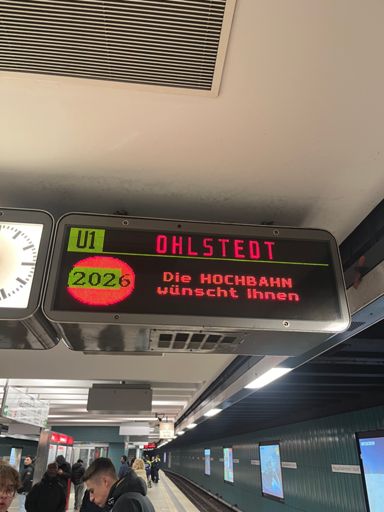 U1
OHLSTEDT
2026
Die HOCHBAHN
wünscht Ihnen